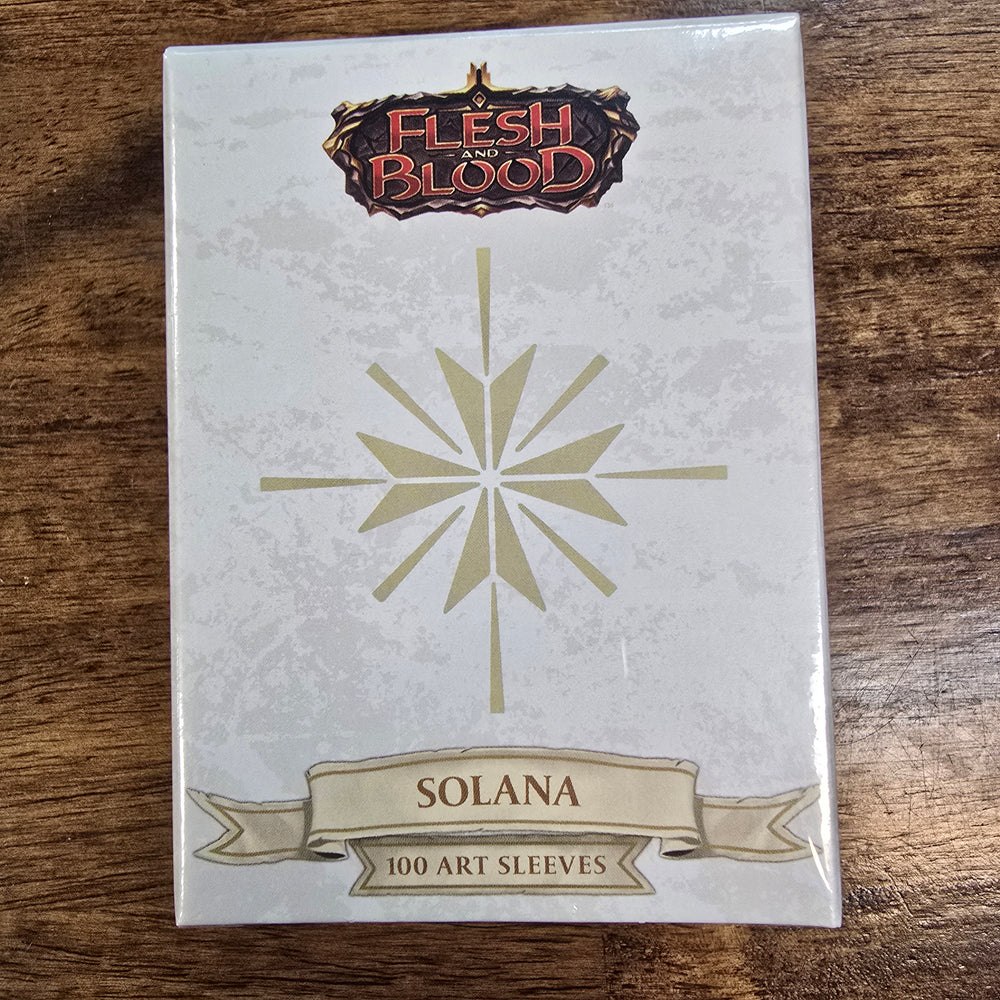 FLESH
AND
BLOOD
SOLANA
100 ART SLEEVES